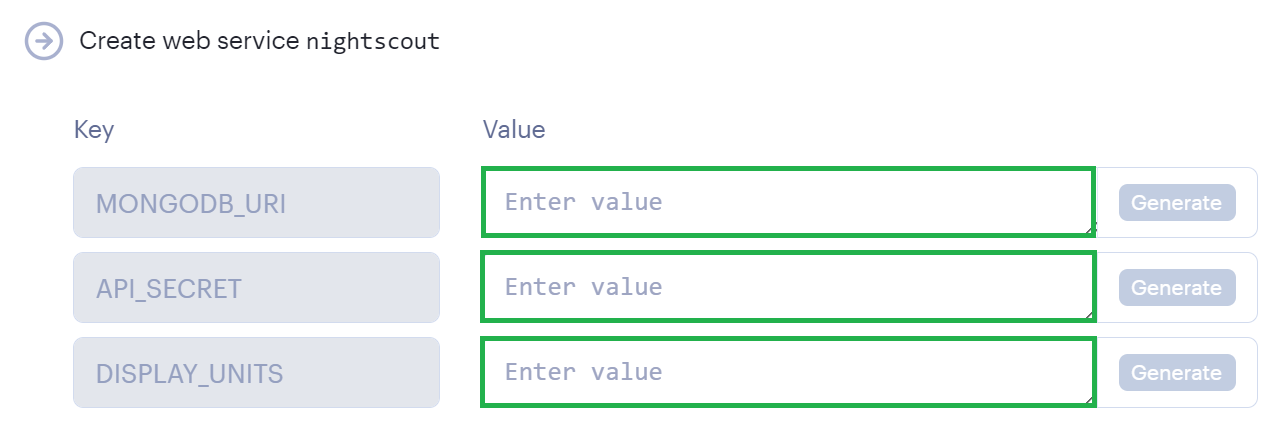 Create web service nightscout
Key Value
MONGODB_URI Enter value Generate
API_SECRET Enter value Generate
DISPLAY_UNITS Enter value Generate